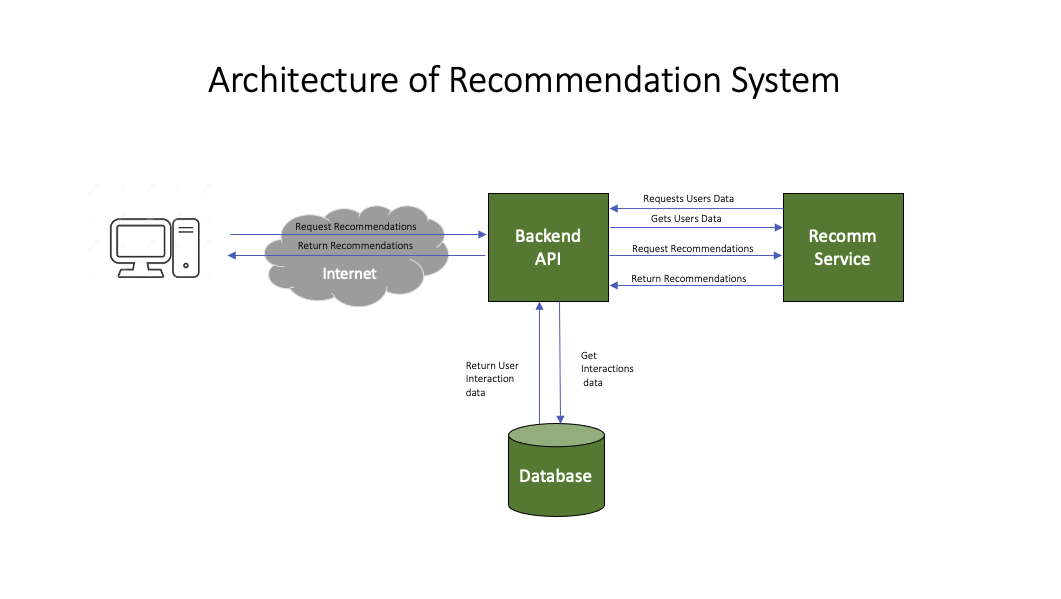 Architecture of Recommendation System
Request Recommendations
Return Recommendations
Internet
Backend
API
Requests Users Data
Gets Users Data
Request Recommendations
Return Recommendations
Recomm
Service
Return User
Interaction
data
Get
Interactions
data
Database